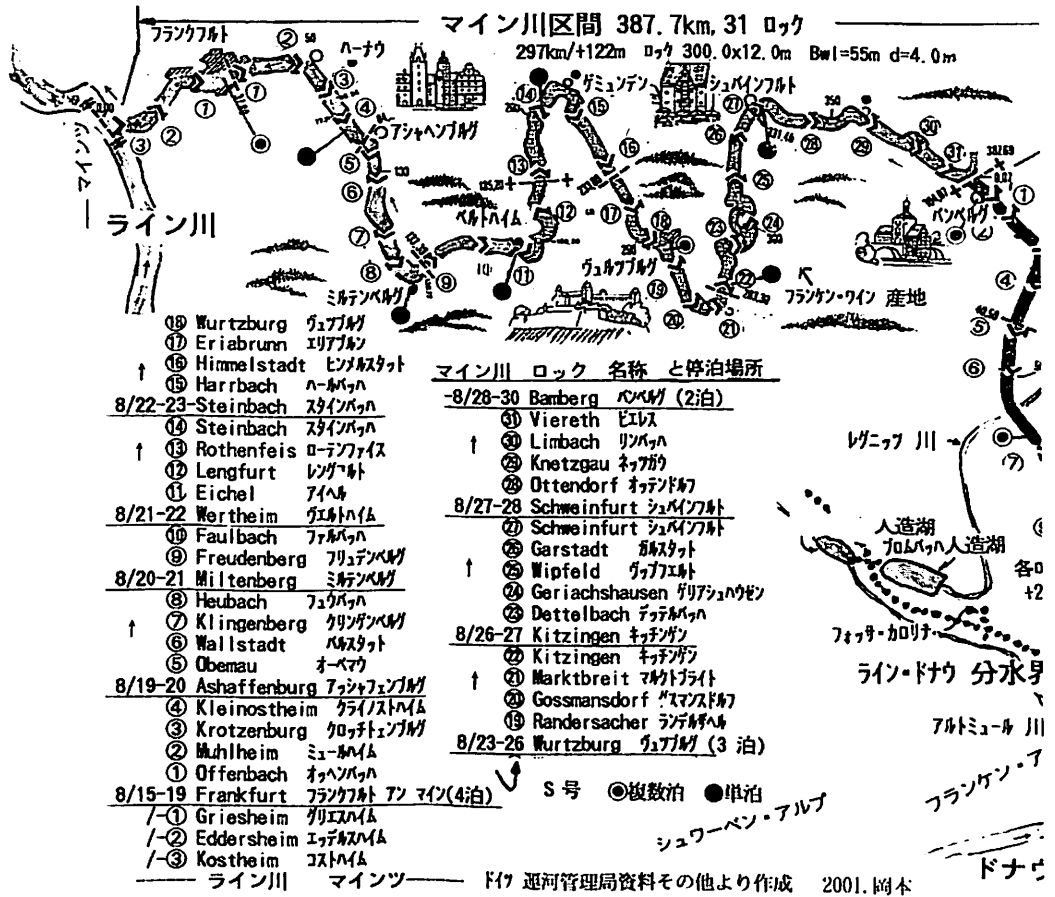 マイン川区間 387.7km, 31 ロック
297km/+122m ロック 300.0x12.0m Bwl=55m d=4.0m
フランクフルト
ハーナウ
アシャヘンブルグ
ゲミュンデン
シュバインフルト
マインツ
ライン川
ベルトハイム
ヴュルツブルグ
ミルテンベルグ
バンベルグ
フランケン・ワイン 産地
⑱ Wurtzburg ヴュッブルグ
⑰ Eriabrunn エリアブルン
⑯ Himmelstadt ヒンメルスタット
⑮ Harrbach ハールバッハ
8/22-23-Steinbach スタインバッハ
⑭ Steinbach スタインバッハ
⑬ Rothenfeis ローテンファイス
⑫ Lengfurt
⑪ Eichel アイヘル
8/21-22 Wertheim ヴエルトハイム
⑩ Faulbach ファルバッハ
⑨ Freudenberg フリュデンベルグ
8/20-21 Miltenberg ミルテンベルグ
⑧ Heubach フュウバッハ
⑦ Klingenberg クリンゲンベルグ
⑥ Wallstadt バルスタット
⑤ Obemau オーベマウ
8/19-20 Ashaffenburg アッシャフェンブルグ
④ Kleinostheim クライノストハイム
③ Krotzenburg クロッチトェンブルグ
② Muhlheim ミュールハイム
① Offenbach オッヘンバッハ
8/15-19 Frankfurt フランクフルト アン マイン(4泊)
/-① Griesheim グリエスハイム
/-② Eddersheim エッデルスハイム
/-③ Kostheim コストハイム
ライン川 マインツ
マイン川 ロック 名称 と停泊場所
-8/28-30 Bamberg バンベルグ (2泊)
㉛ Viereth ビエレス
㉚ Limbach リンバッハ
㉙ Knetzgau ネッツガウ
㉘ Ottendorf オッテンドルフ
8/27-28 Schweinfurt シュバインフルト
㉗ Schweinfurt シュバインフルト
㉖ Garstadt ガルスタット
㉕ Wipfeld ヴップフエルト
㉔ Geriachshausen ゲリアシュハウゼン
㉓ Dettelbach デッテルバッハ
8/26-27 Kitzingen キッチンゲン
㉒ Kitzingen キッチンゲン
㉑ Marktbreit マルクトブライト
⑳ Gossmansdorf ゲスマンスドルフ
⑲ Randersacher ランデルザヘル
8/23-26 Wurtzburg ヴュッブルグ (3 泊)
S 号 ◉複数泊 ●単泊
レグニッツ 川
人造湖
ブロムバッハ人造湖
フォッサ・カロリナ
ライン・ドナウ 分水界
アルトミュール 川
フランケン・ア
シュワーベン・アルプ
ドナウ
ドイツ 運河管理局資料その他より作成 2001.岡本